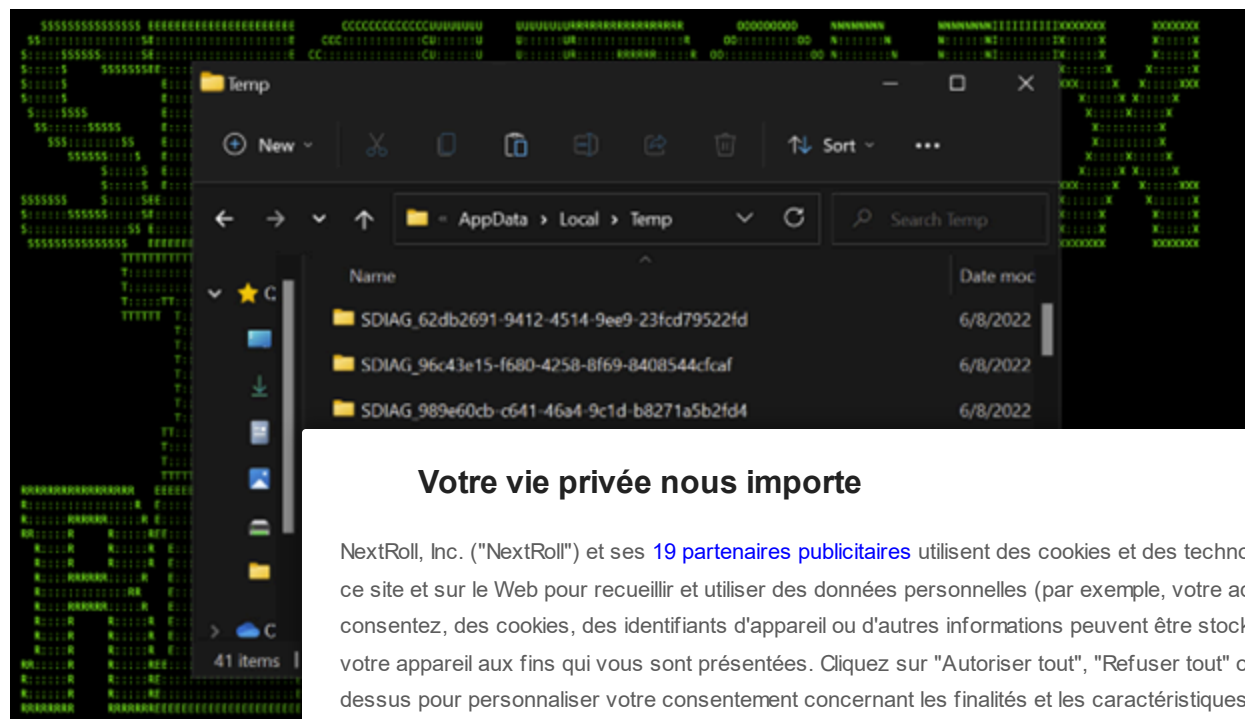 Temp
New
Sort
AppData > Local > Temp
Search Temp
Name
Date moc
C
SDIAG_62db2691-9412-4514-9ee9-23fcd79522fd
6/8/2022
SDIAG_96c43e15-f680-4258-8f69-8408544cfcaf
6/8/2022
SDIAG_989e60cb-c641-46a4-9c1d-b8271a5b2fd4
6/8/2022
C
41 items
Votre vie privée nous importe
NextRoll, Inc. ("NextRoll") et ses 19 partenaires publicitaires utilisent des cookies et des techno
ce site et sur le Web pour recueillir et utiliser des données personnelles (par exemple, votre ad
consentez, des cookies, des identifiants d'appareil ou d'autres informations peuvent être stock
votre appareil aux fins qui vous sont présentées. Cliquez sur "Autoriser tout", "Refuser tout" o
dessus pour personnaliser votre consentement concernant les finalités et les caractéristiques